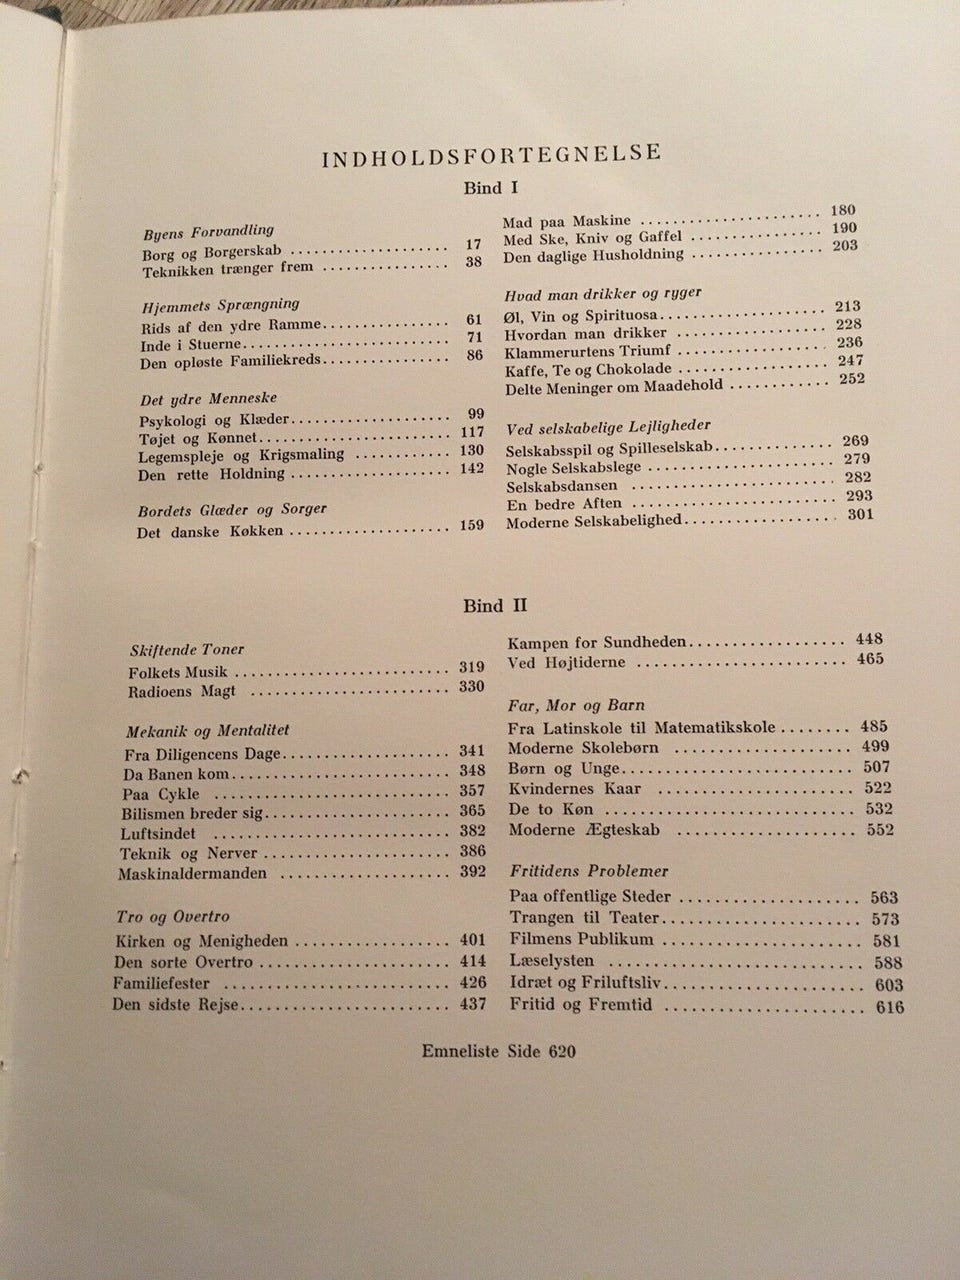 INDHOLDSFORTEGNELSE
Bind I
Byens Forvandling
Borg og Borgerskab .................... 17
Teknikken trænger frem ................ 38
Hjemmets Sprængning
Rids af den ydre Ramme................ 61
Inde i Stuerne.......................... 71
Den opløste Familiekreds................ 86
Det ydre Menneske
Psykologi og Klæder.................... 99
Tøjet og Kønnet........................ 117
Legemspleje og Krigsmaling ............ 130
Den rette Holdning .................... 142
Bordets Glæder og Sorger
Det danske Køkken .................... 159
Mad paa Maskine ...................... 180
Med Ske, Kniv og Gaffel ................ 190
Den daglige Husholdning ................ 203
Hvad man drikker og ryger
Øl, Vin og Spirituosa.................... 213
Hvordan man drikker .................. 228
Klammerurtens Triumf .................. 236
Kaffe, Te og Chokolade .................. 247
Delte Meninger om Maadehold ............ 252
Ved selskabelige Lejligheder
Selskabsspil og Spilleselskab.............. 269
Nogle Selskabslege ...................... 279
Selskabsdansen ........................ 282
En bedre Aften ........................ 293
Moderne Selskabelighed.................. 301
Bind II
Skiftende Toner
Folkets Musik .......................... 319
Radioens Magt ........................ 330
Mekanik og Mentalitet
Fra Diligencens Dage.................... 341
Da Banen kom.......................... 348
Paa Cykle ............................ 357
Bilismen breder sig...................... 365
Luftsindet ............................ 382
Teknik og Nerver ...................... 386
Maskinaldermanden .................... 392
Tro og Overtro
Kirken og Menigheden .................. 401
Den sorte Overtro ...................... 414
Familiefester .......................... 426
Den sidste Rejse........................ 437
Kampen for Sundheden.................. 448
Ved Højtiderne ........................ 465
Far, Mor og Barn
Fra Latinskole til Matematikskole ........ 485
Moderne Skolebørn .................... 499
Børn og Unge.......................... 507
Kvindernes Kaar ...................... 522
De to Køn ............................ 532
Moderne Ægteskab .................... 552
Fritidens Problemer
Paa offentlige Steder .................... 563
Trangen til Teater...................... 573
Filmens Publikum ...................... 581
Læselysten ............................ 588
Idræt og Friluftsliv...................... 603
Fritid og Fremtid ...................... 616
Emneliste Side 620